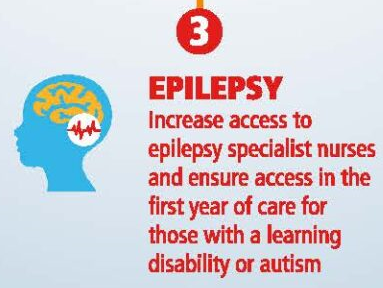 3
EPILEPSY
Increase access to
epilepsy specialist nurses
and ensure access in the
first year of care for
those with a learning
disability or autism